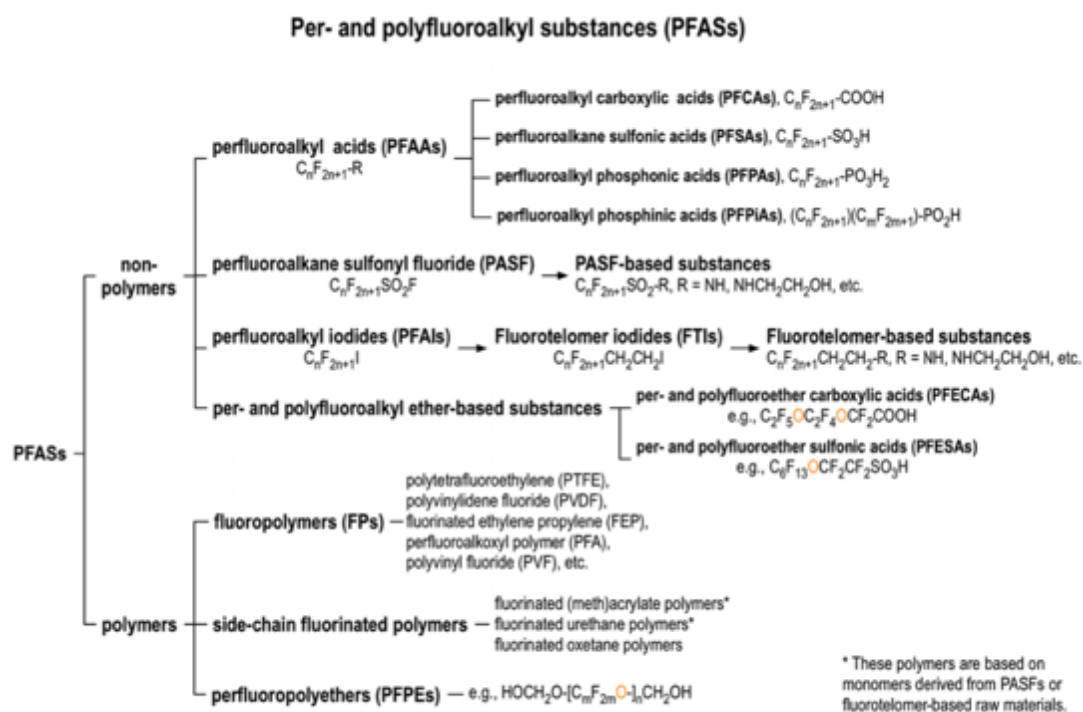 Per- and polyfluoroalkyl substances (PFASs)
perfluoroalkyl carboxylic acids (PFCAs), CₙF₂ₙ₊₁-COOH
perfluoroalkane sulfonic acids (PFSAs), CₙF₂ₙ₊₁-SO₃H
perfluoroalkyl acids (PFAAs)
CₙF₂ₙ₊₁-R
perfluoroalkyl phosphonic acids (PFPAs), CₙF₂ₙ₊₁-PO₃H₂
perfluoroalkyl phosphinic acids (PFPiAs), (CₙF₂ₙ₊₁)(CₘF₂ₘ₊₁)-PO₂H
non-
polymers
perfluoroalkane sulfonyl fluoride (PASF)
CₙF₂ₙ₊₁SO₂F
PASF-based substances
CₙF₂ₙ₊₁SO₂-R, R = NH, NHCH₂CH₂OH, etc.
perfluoroalkyl iodides (PFAIs)
CₙF₂ₙ₊₁I
Fluorotelomer iodides (FTIs)
CₙF₂ₙ₊₁CH₂CH₂I
Fluorotelomer-based substances
CₙF₂ₙ₊₁CH₂CH₂-R, R = NH, NHCH₂CH₂OH, etc.
per- and polyfluoroalkyl ether-based substances
per- and polyfluoroether carboxylic acids (PFECAs)
e.g., C₂F₅OC₂F₄OCF₂COOH
per- and polyfluoroether sulfonic acids (PFESAs)
e.g., C₆F₁₃OCF₂CF₂SO₃H
PFASs
polytetrafluoroethylene (PTFE),
polyvinylidene fluoride (PVDF),
fluoropolymers (FPs)
fluorinated ethylene propylene (FEP),
perfluoroalkoxyl polymer (PFA),
polyvinyl fluoride (PVF), etc.
polymers
side-chain fluorinated polymers
fluorinated (meth)acrylate polymers*
fluorinated urethane polymers*
fluorinated oxetane polymers
perfluoropolyethers (PFPEs)
e.g., HOCH₂O-[CₘF₂ₘO-]ₙCH₂OH
* These polymers are based on
monomers derived from PASFs or
fluorotelomer-based raw materials.